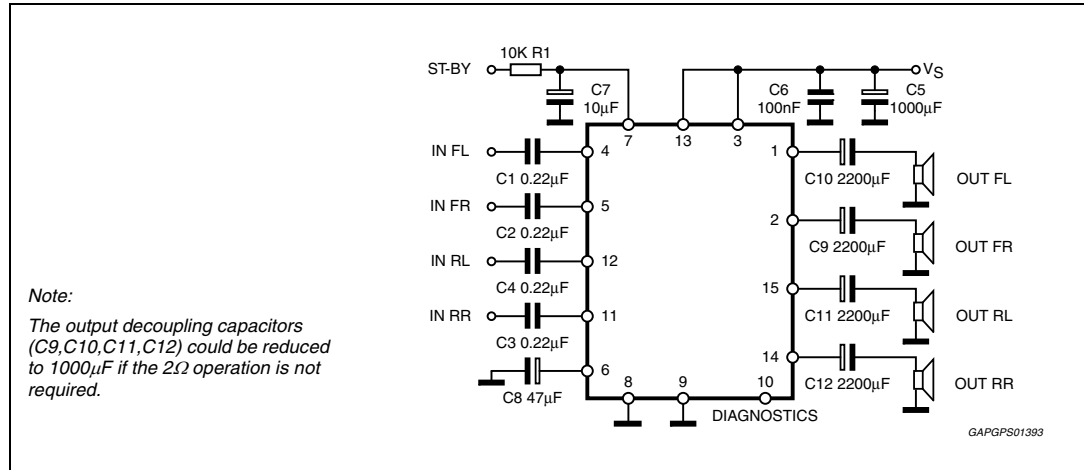 10K R1
ST-BY
C7
10µF
C6
100nF
VS
C5
1000µF
7
13
3
IN FL
C1 0.22µF
4
1
C10 2200µF
OUT FL
IN FR
C2 0.22µF
5
2
C9 2200µF
OUT FR
IN RL
C4 0.22µF
12
15
C11 2200µF
OUT RL
IN RR
C3 0.22µF
11
14
C12 2200µF
OUT RR
C8 47µF
6
8
9
10
DIAGNOSTICS
Note:
The output decoupling capacitors
(C9,C10,C11,C12) could be reduced
to 1000µF if the 2Ω operation is not
required.
GAPGPS01393